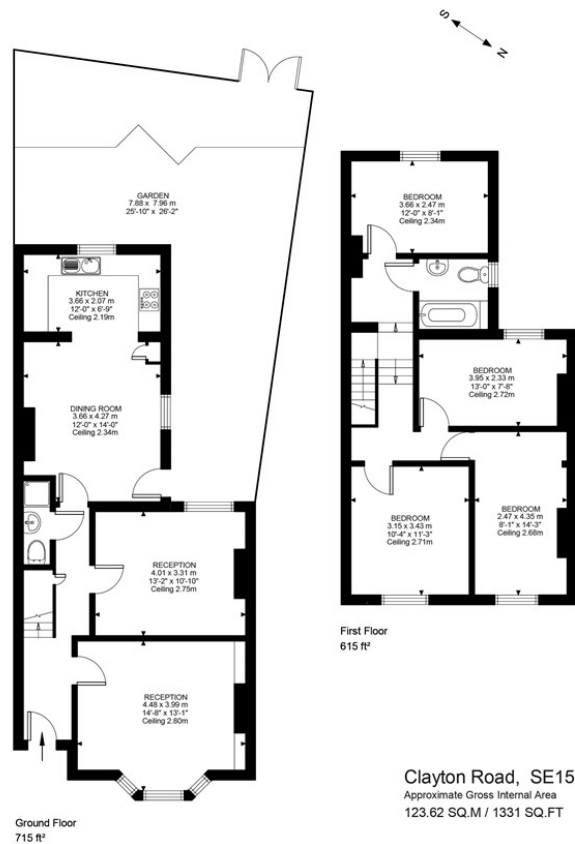 S
N
GARDEN
7.88 x 7.96 m
25'-10" x 26'-2"
KITCHEN
3.66 x 2.07 m
12'-0" x 6'-9"
Ceiling 2.19m
DINING ROOM
3.66 x 4.27 m
12'-0" x 14'-0"
Ceiling 2.34m
RECEPTION
4.01 x 3.31 m
13'-2" x 10'-10"
Ceiling 2.75m
RECEPTION
4.48 x 3.99 m
14'-8" x 13'-1"
Ceiling 2.80m
Ground Floor
715 ft²
BEDROOM
3.66 x 2.47 m
12'-0" x 8'-1"
Ceiling 2.34m
BEDROOM
3.95 x 2.33 m
13'-0" x 7'-8"
Ceiling 2.72m
BEDROOM
3.15 x 3.43 m
10'-4" x 11'-3"
Ceiling 2.71m
BEDROOM
2.47 x 4.35 m
8'-1" x 14'-3"
Ceiling 2.68m
First Floor
615 ft²
Clayton Road, SE15
Approximate Gross Internal Area
123.62 SQ.M / 1331 SQ.FT